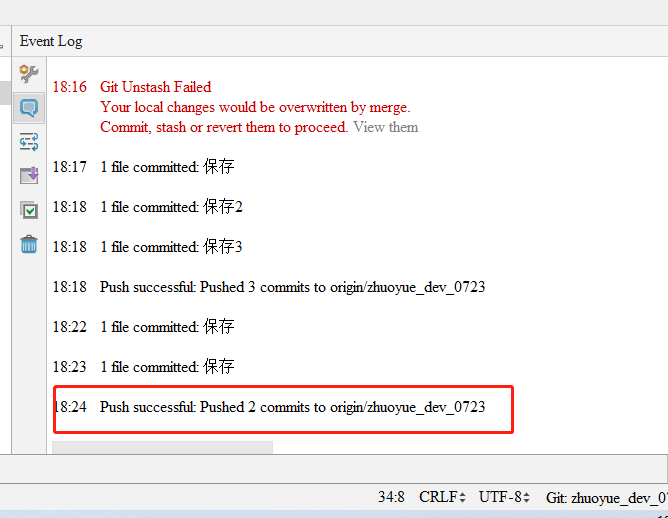 Event Log
18:16 Git Unstash Failed
Your local changes would be overwritten by merge.
Commit, stash or revert them to proceed. View them
18:17 1 file committed: 保存
18:18 1 file committed: 保存2
18:18 1 file committed: 保存3
18:18 Push successful: Pushed 3 commits to origin/zhuoyue_dev_0723
18:22 1 file committed: 保存
18:23 1 file committed: 保存
18:24 Push successful: Pushed 2 commits to origin/zhuoyue_dev_0723
34:8 CRLF UTF-8 Git: zhuoyue_dev_07